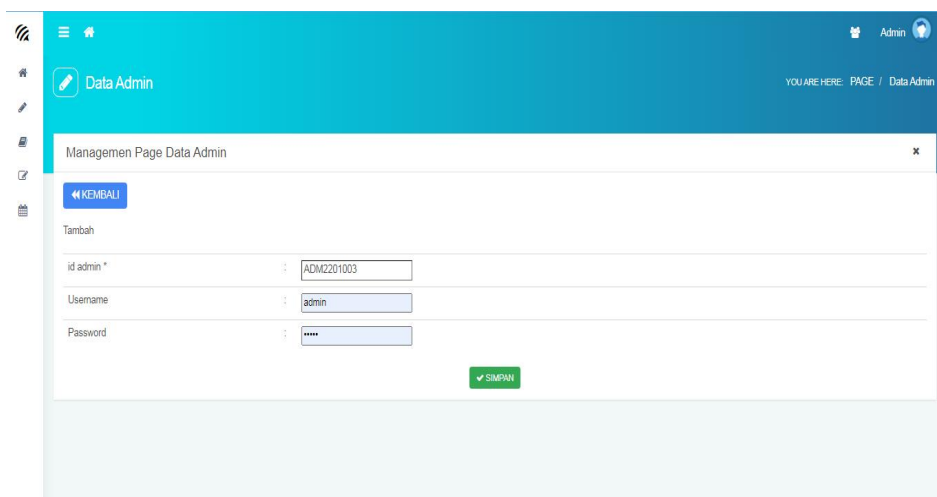 Admin
Data Admin
YOU ARE HERE: PAGE / Data Admin
Managemen Page Data Admin
KEMBALI
Tambah
id admin * : ADM2201003
Username : admin
Password : •••••
SIMPAN